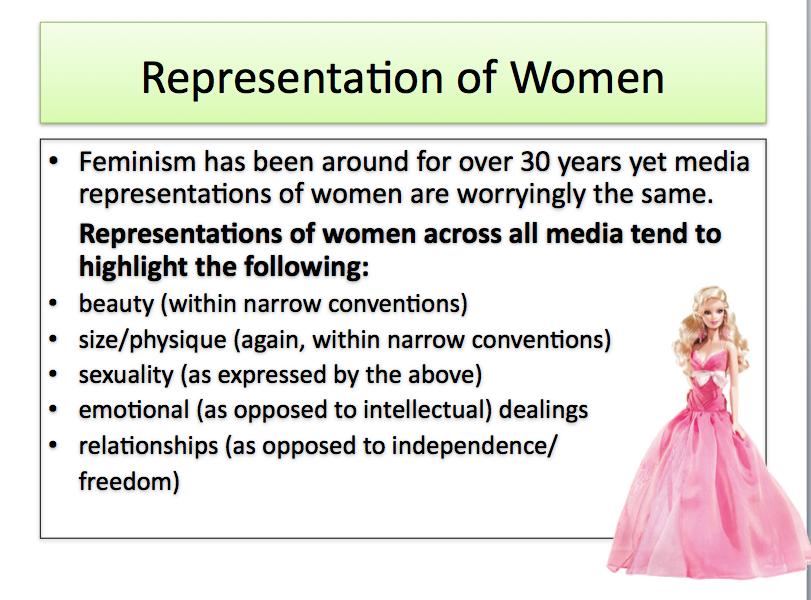 Representation of Women
• Feminism has been around for over 30 years yet media
representations of women are worryingly the same.
Representations of women across all media tend to
highlight the following:
• beauty (within narrow conventions)
• size/physique (again, within narrow conventions)
• sexuality (as expressed by the above)
• emotional (as opposed to intellectual) dealings
• relationships (as opposed to independence/
freedom)